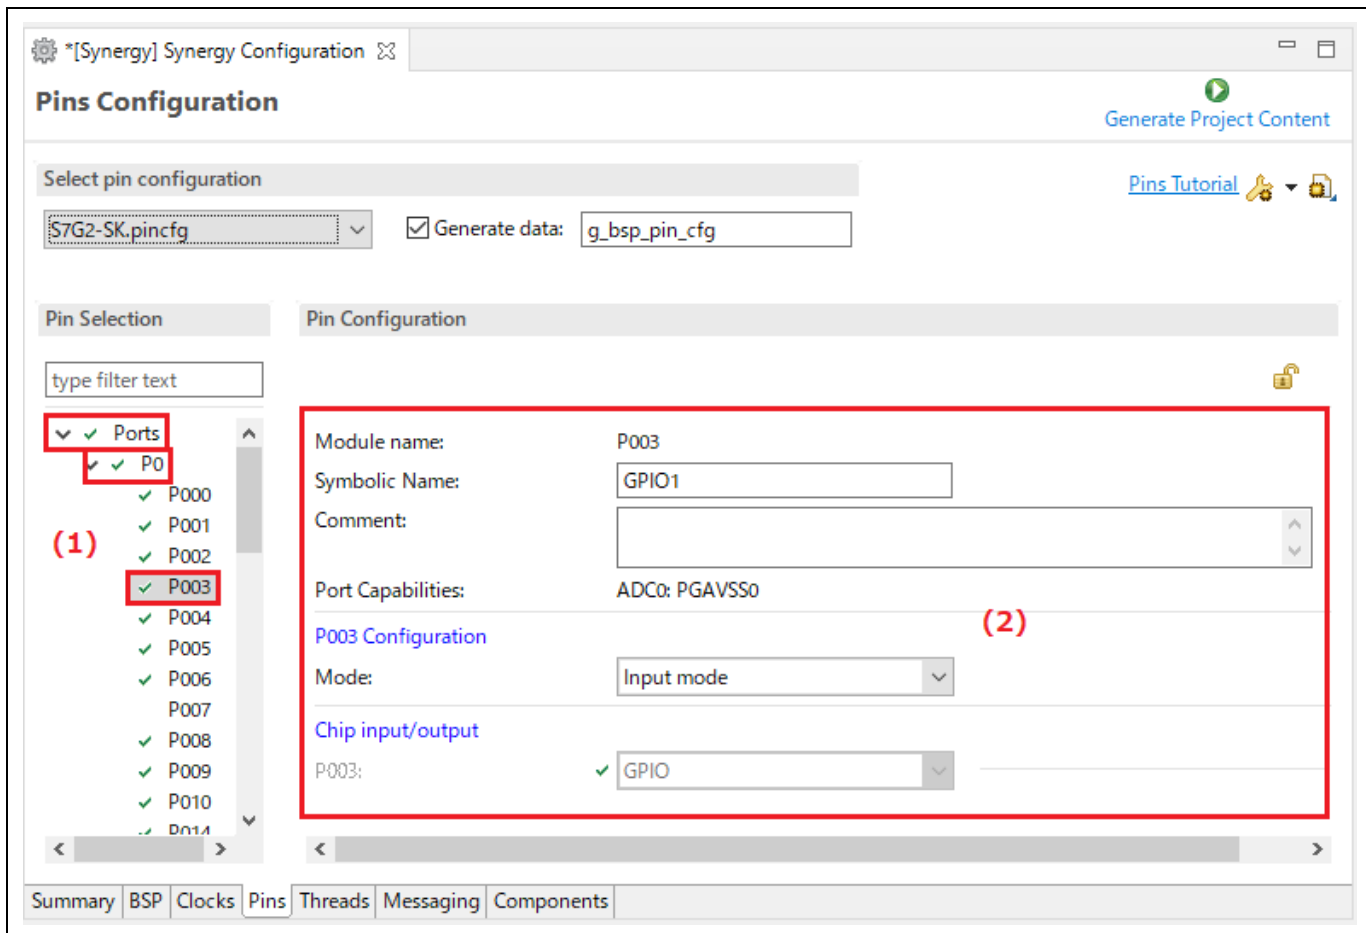 *[Synergy] Synergy Configuration
Pins Configuration
Generate Project Content
Select pin configuration
Pins Tutorial
S7G2-SK.pincfg
Generate data:
g_bsp_pin_cfg
Pin Selection
Pin Configuration
type filter text
Ports
P0
P000
P001
P002
P003
P004
P005
P006
P007
P008
P009
P010
P014
(1)
Module name:
P003
Symbolic Name:
GPIO1
Comment:
Port Capabilities:
ADC0: PGAVSS0
(2)
P003 Configuration
Mode:
Input mode
Chip input/output
P003:
GPIO
Summary BSP Clocks Pins Threads Messaging Components